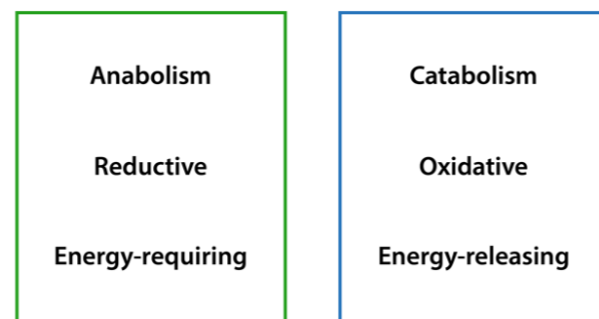 Anabolism
Reductive
Energy-requiring
Catabolism
Oxidative
Energy-releasing